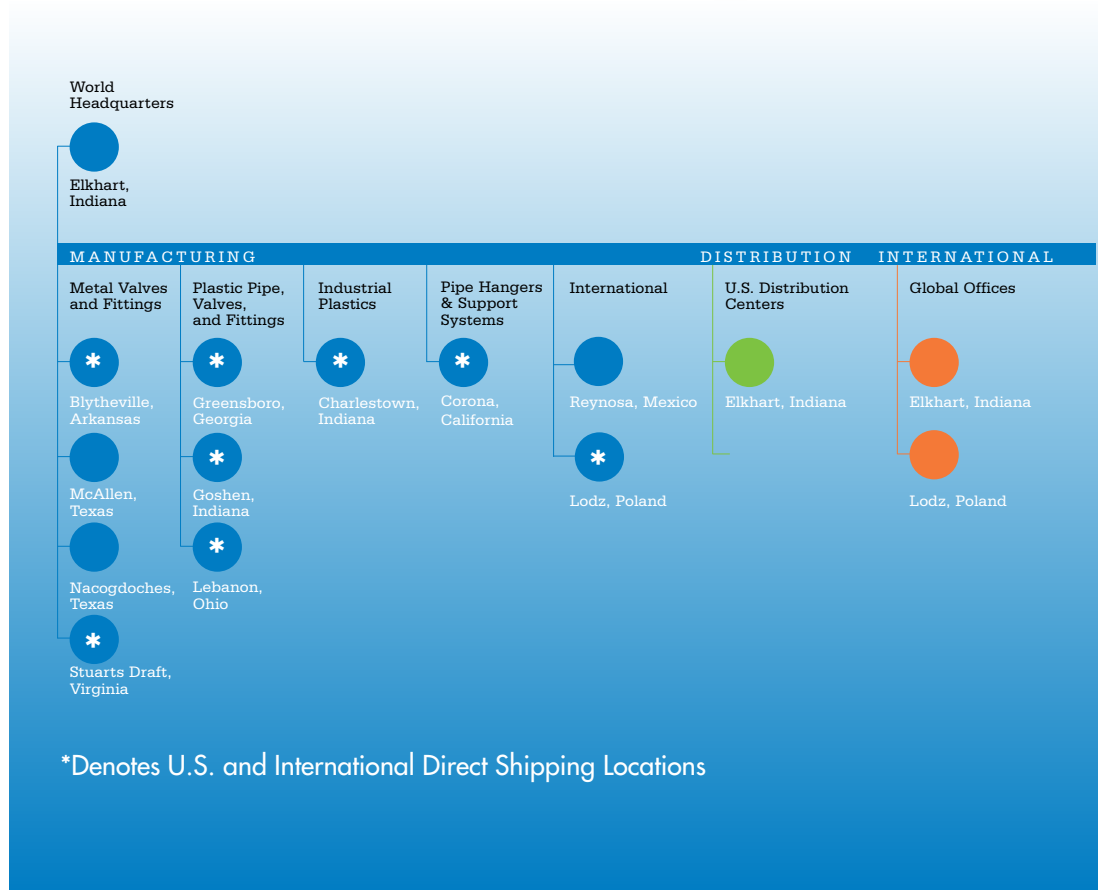 World
Headquarters
Elkhart,
Indiana
MANUFACTURING
DISTRIBUTION
INTERNATIONAL
Metal Valves
and Fittings
*
Blytheville,
Arkansas
McAllen,
Texas
Nacogdoches,
Texas
*
Stuarts Draft,
Virginia
Plastic Pipe,
Valves,
and Fittings
*
Greensboro,
Georgia
*
Goshen,
Indiana
*
Lebanon,
Ohio
Industrial
Plastics
*
Charlestown,
Indiana
Pipe Hangers
& Support
Systems
*
Corona,
California
International
Reynosa, Mexico
*
Lodz, Poland
U.S. Distribution
Centers
Elkhart, Indiana
Global Offices
Elkhart, Indiana
Lodz, Poland
*Denotes U.S. and International Direct Shipping Locations